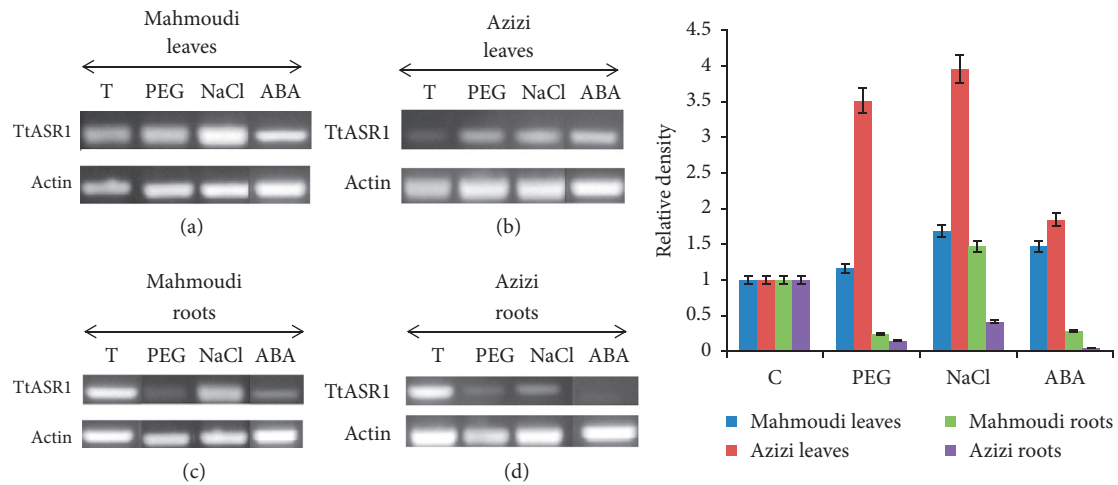 Mahmoudi
leaves
T PEG NaCl ABA
TtASR1
Actin
(a)
Azizi
leaves
T PEG NaCl ABA
TtASR1
Actin
(b)
Mahmoudi
roots
T PEG NaCl ABA
TtASR1
Actin
(c)
Azizi
roots
T PEG NaCl ABA
TtASR1
Actin
(d)
Relative density
4.5
4
3.5
3
2.5
2
1.5
1
0.5
0
C PEG NaCl ABA
Mahmoudi leaves
Azizi leaves
Mahmoudi roots
Azizi roots